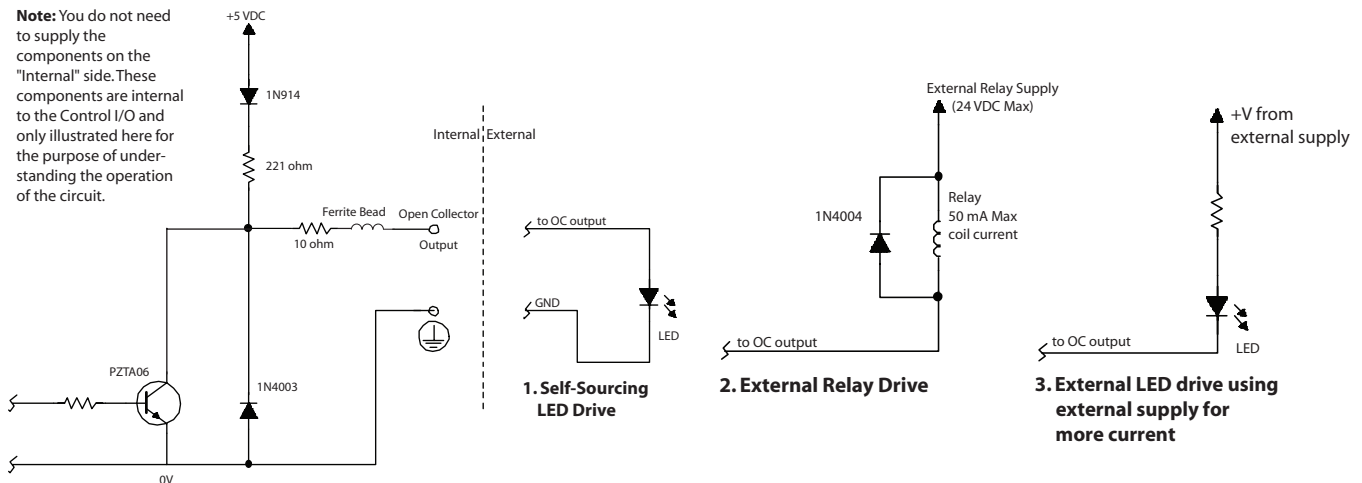 Note: You do not need
to supply the
components on the
"Internal" side. These
components are internal
to the Control I/O and
only illustrated here for
the purpose of under-
standing the operation
of the circuit.
+5 VDC
1N914
221 ohm
Ferrite Bead
10 ohm
Open Collector
Output
PZTA06
1N4003
0V
Internal External
to OC output
GND
LED
1. Self-Sourcing
LED Drive
External Relay Supply
(24 VDC Max)
1N4004
Relay
50 mA Max
coil current
to OC output
2. External Relay Drive
+V from
external supply
to OC output
LED
3. External LED drive using
external supply for
more current